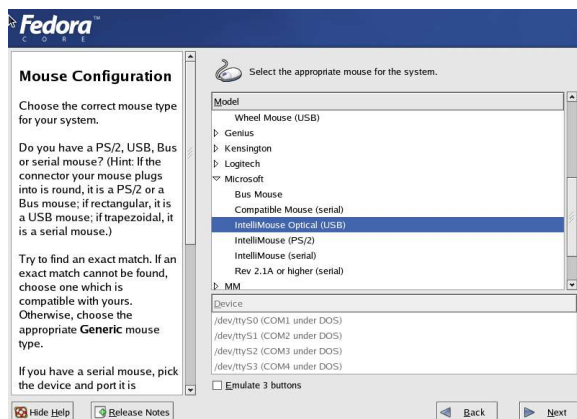 Fedora™
CORE
Mouse Configuration
Choose the correct mouse type
for your system.
Do you have a PS/2, USB, Bus
or serial mouse? (Hint: If the
connector your mouse plugs
into is round, it is a PS/2 or a
Bus mouse; if rectangular, it is
a USB mouse; if trapezoidal, it
is a serial mouse.)
Try to find an exact match. If an
exact match cannot be found,
choose one which is
compatible with yours.
Otherwise, choose the
appropriate Generic mouse
type.
If you have a serial mouse, pick
the device and port it is
Select the appropriate mouse for the system.
Model
Wheel Mouse (USB)
Genius
Kensington
Logitech
Microsoft
Bus Mouse
Compatible Mouse (serial)
IntelliMouse Optical (USB)
IntelliMouse (PS/2)
IntelliMouse (serial)
Rev 2.1A or higher (serial)
MM
Device
/dev/ttyS0 (COM1 under DOS)
/dev/ttyS1 (COM2 under DOS)
/dev/ttyS2 (COM3 under DOS)
/dev/ttyS3 (COM4 under DOS)
Emulate 3 buttons
Hide Help
Release Notes
Back
Next